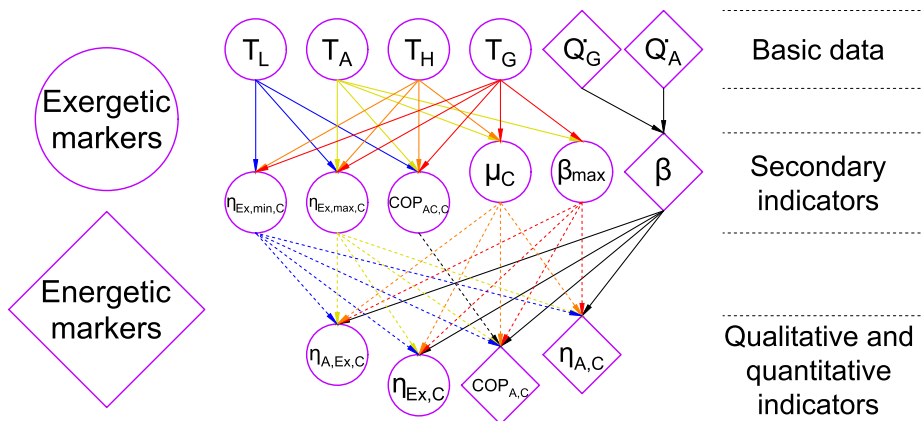 T_L
T_A
T_H
T_G
Q̇_G
Q̇_A
Basic data
Exergetic
markers
η_Ex,min,C
η_Ex,max,C
COP_AC,C
μ_C
β_max
β
Secondary
indicators
Energetic
markers
η_A,Ex,C
η_Ex,C
COP_A,C
η_A,C
Qualitative and
quantitative
indicators